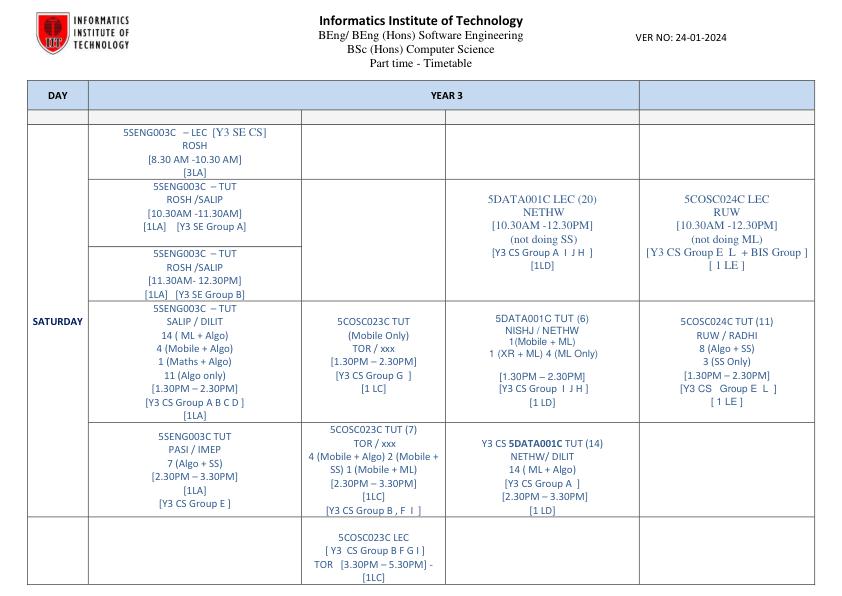 INFORMATICS
INSTITUTE OF
TECHNOLOGY
IIT
Informatics Institute of Technology
BEng/ BEng (Hons) Software Engineering
BSc (Hons) Computer Science
Part time - Timetable
VER NO: 24-01-2024
DAY
YEAR 3
SATURDAY
5SENG003C – LEC [Y3 SE CS]
ROSH
[8.30 AM -10.30 AM]
[3LA]
5SENG003C – TUT
ROSH /SALIP
[10.30AM -11.30AM]
[1LA] [Y3 SE Group A]
5DATA001C LEC (20)
NETHW
[10.30AM -12.30PM]
(not doing SS)
[Y3 CS Group A I J H ]
[1LD]
5COSC024C LEC
RUW
[10.30AM -12.30PM]
(not doing ML)
[Y3 CS Group E L + BIS Group ]
[ 1 LE ]
5SENG003C – TUT
ROSH /SALIP
[11.30AM- 12.30PM]
[1LA] [Y3 SE Group B]
5SENG003C – TUT
SALIP / DILIT
14 ( ML + Algo)
4 (Mobile + Algo)
1 (Maths + Algo)
11 (Algo only)
[1.30PM – 2.30PM]
[Y3 CS Group A B C D ]
[1LA]
5COSC023C TUT
(Mobile Only)
TOR / xxx
[1.30PM – 2.30PM]
[Y3 CS Group G ]
[1 LC]
5DATA001C TUT (6)
NISHJ / NETHW
1(Mobile + ML)
1 (XR + ML) 4 (ML Only)
[1.30PM – 2.30PM]
[Y3 CS Group I J H ]
[1 LD]
5COSC024C TUT (11)
RUW / RADHI
8 (Algo + SS)
3 (SS Only)
[1.30PM – 2.30PM]
[Y3 CS Group E L ]
[ 1 LE ]
5SENG003C TUT
PASI / IMEP
7 (Algo + SS)
[2.30PM – 3.30PM]
[1LA]
[Y3 CS Group E ]
5COSC023C TUT (7)
TOR / xxx
4 (Mobile + Algo) 2 (Mobile +
SS) 1 (Mobile + ML)
[2.30PM – 3.30PM]
[1LC]
[Y3 CS Group B , F I ]
Y3 CS 5DATA001C TUT (14)
NETHW/ DILIT
14 ( ML + Algo)
[Y3 CS Group A ]
[2.30PM – 3.30PM]
[1 LD]
5COSC023C LEC
[ Y3 CS Group B F G I ]
TOR [3.30PM – 5.30PM] -
[1LC]